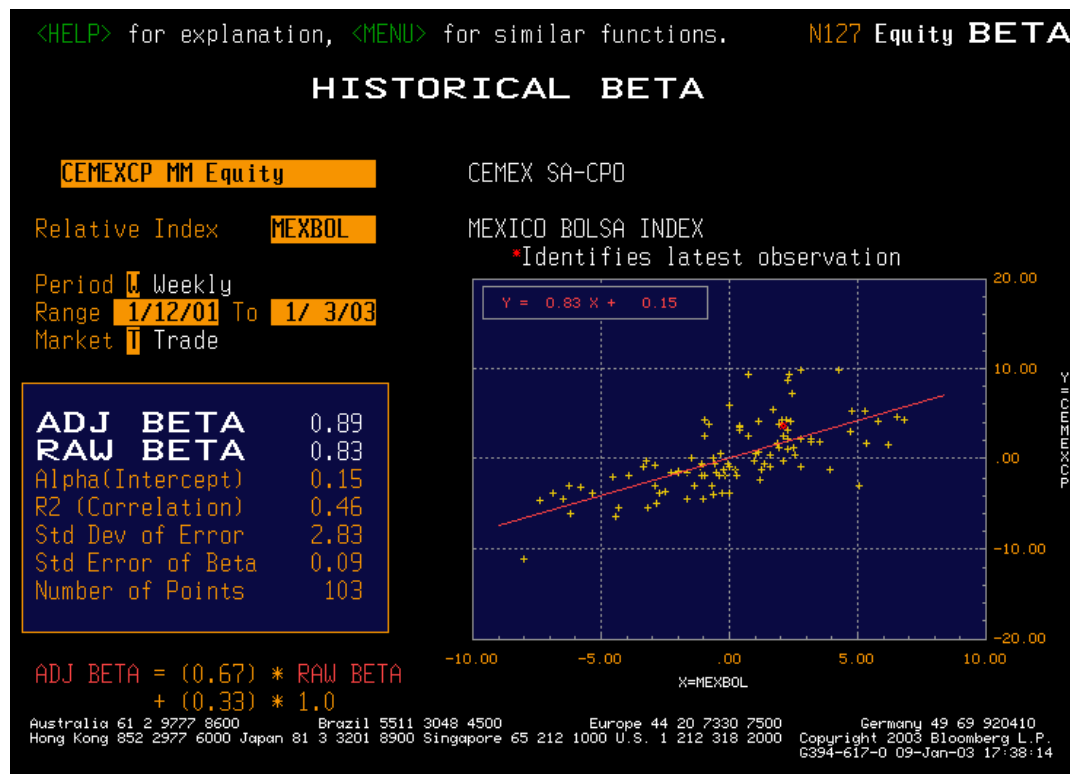 <HELP> for explanation, <MENU> for similar functions. N127 Equity BETA
HISTORICAL BETA
CEMEXCP MM Equity CEMEX SA-CPO
Relative Index MEXBOL MEXICO BOLSA INDEX
*Identifies latest observation
Period W Weekly
Range 1/12/01 To 1/ 3/03
Market T Trade
Y = 0.83 X + 0.15
20.00
10.00
.00
-10.00
-20.00
Y=CEMEXCP
-10.00 -5.00 .00 5.00 10.00
X=MEXBOL
ADJ BETA 0.89
RAW BETA 0.83
Alpha(Intercept) 0.15
R2 (Correlation) 0.46
Std Dev of Error 2.83
Std Error of Beta 0.09
Number of Points 103
ADJ BETA = (0.67) * RAW BETA
+ (0.33) * 1.0
Australia 61 2 9777 8600 Brazil 5511 3048 4500 Europe 44 20 7330 7500 Germany 49 69 920410
Hong Kong 852 2977 6000 Japan 81 3 3201 8900 Singapore 65 212 1000 U.S. 1 212 318 2000 Copyright 2003 Bloomberg L.P.
G394-617-0 09-Jan-03 17:38:14